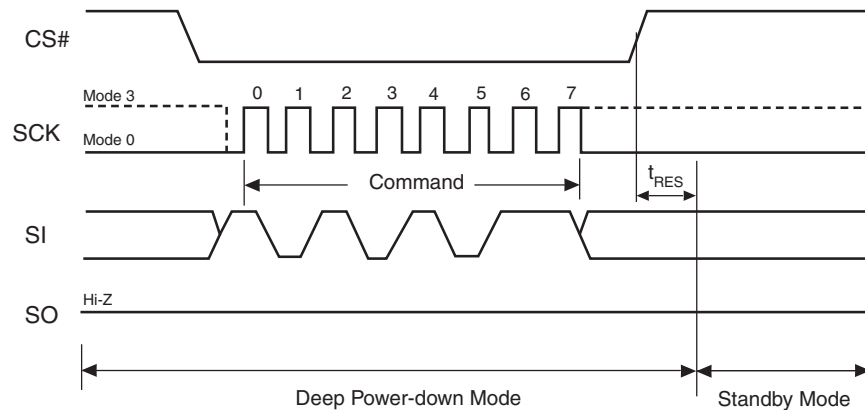 CS#
Mode 3
0 1 2 3 4 5 6 7
SCK
Mode 0
Command
tRES
SI
Hi-Z
SO
Deep Power-down Mode
Standby Mode